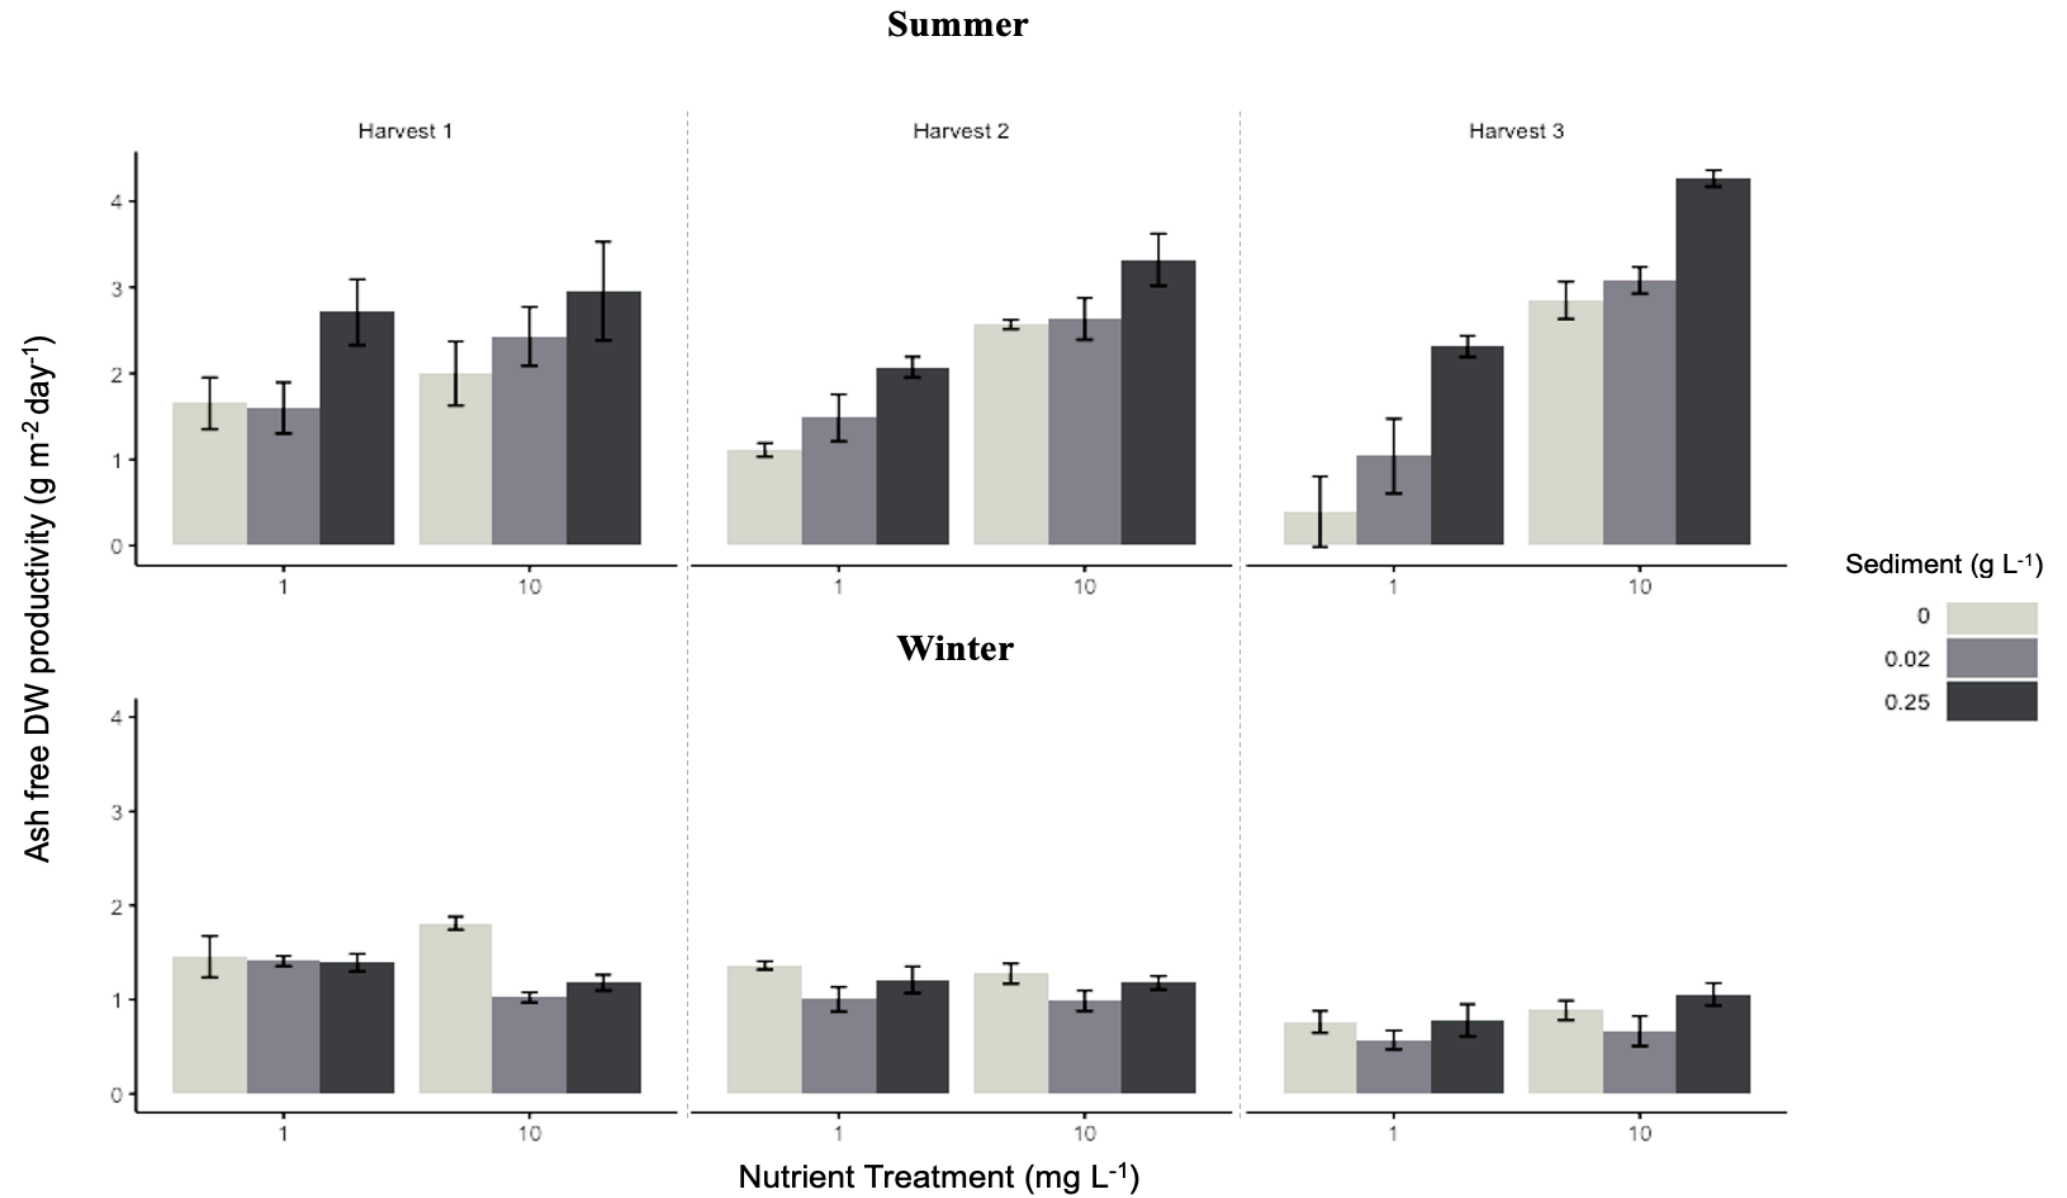 Summer
Harvest 1 Harvest 2 Harvest 3
4
3
2
1
0
1 10 1 10 1 10
Ash free DW productivity (g m-2 day-1)
Sediment (g L-1)
0
0.02
0.25
Winter
4
3
2
1
0
1 10 1 10 1 10
Nutrient Treatment (mg L-1)